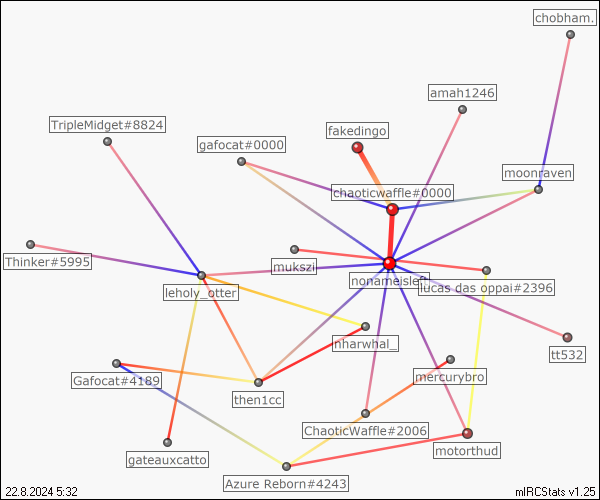 chobham.
amah1246
TripleMidget#8824
fakedingo
gafocat#0000
moonraven
chaoticwaffle#0000
Thinker#5995
mukszi
nonameisleft
lucas das oppai#2396
leholy_otter
nharwhal_
tt532
Gafocat#4189
mercurybro
then1cc
ChaoticWaffle#2006
motorthud
gateauxcatto
Azure Reborn#4243
22.8.2024 5:32
mIRCStats v1.25